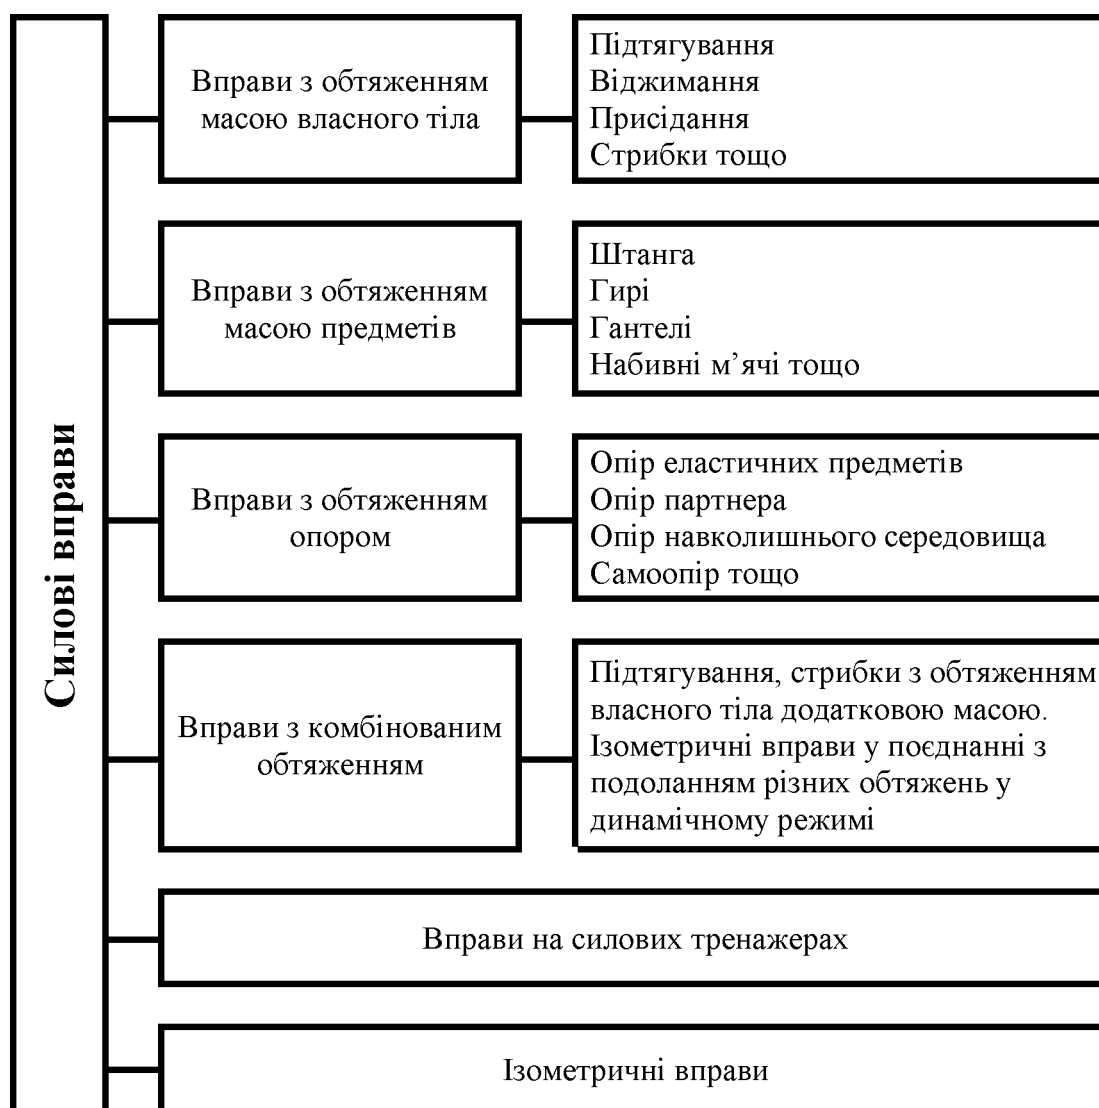 Силові вправи
Вправи з обтяженням
масою власного тіла
Підтягування
Віджимання
Присідання
Стрибки тощо
Вправи з обтяженням
масою предметів
Штанга
Гирі
Гантелі
Набивні м’ячі тощо
Вправи з обтяженням
опором
Опір еластичних предметів
Опір партнера
Опір навколишнього середовища
Самоопір тощо
Вправи з комбінованим
обтяженням
Підтягування, стрибки з обтяженням
власного тіла додатковою масою.
Ізометричні вправи у поєднанні з
подоланням різних обтяжень у
динамічному режимі
Вправи на силових тренажерах
Ізометричні вправи